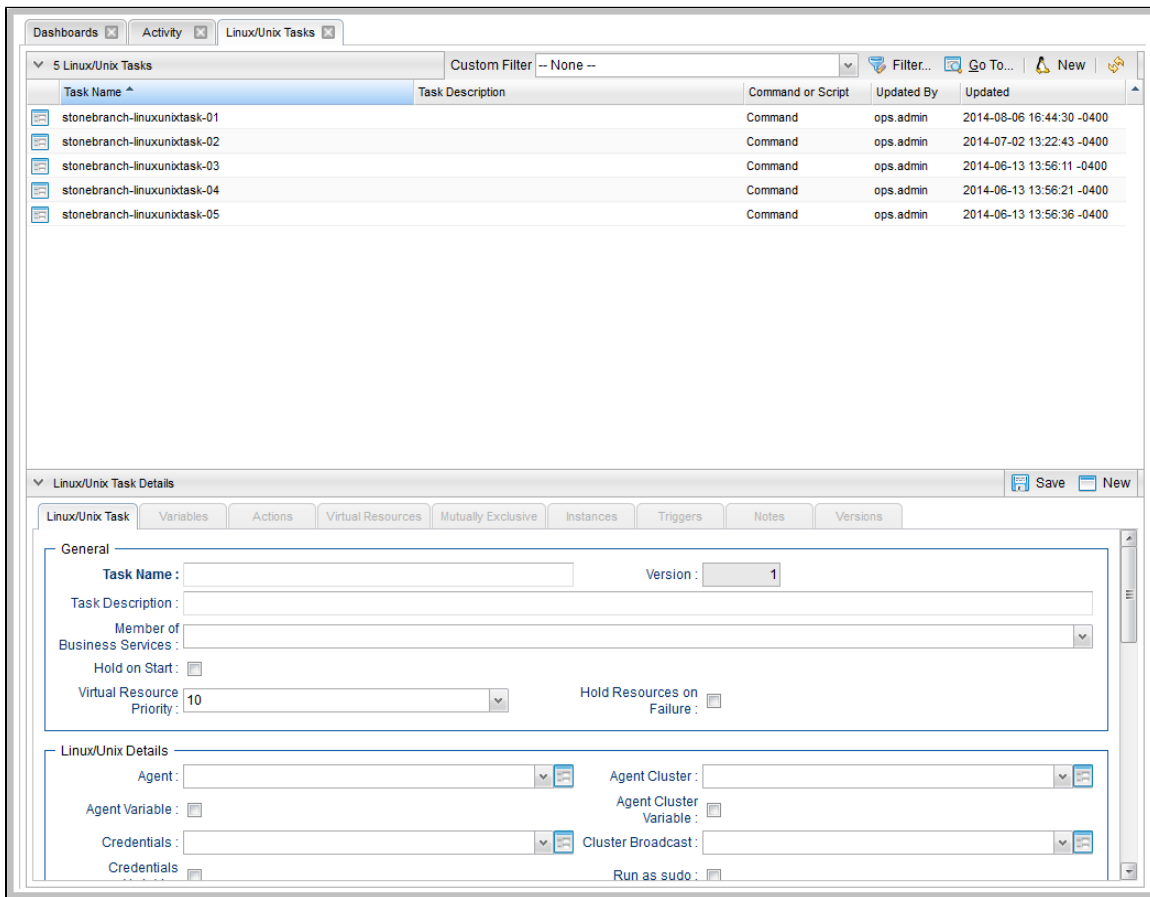 Dashboards Activity Linux/Unix Tasks
5 Linux/Unix Tasks Custom Filter -- None -- Filter... Go To... New
Task Name Task Description Command or Script Updated By Updated
stonebranch-linuxunixtask-01 Command ops.admin 2014-08-06 16:44:30 -0400
stonebranch-linuxunixtask-02 Command ops.admin 2014-07-02 13:22:43 -0400
stonebranch-linuxunixtask-03 Command ops.admin 2014-06-13 13:56:11 -0400
stonebranch-linuxunixtask-04 Command ops.admin 2014-06-13 13:56:21 -0400
stonebranch-linuxunixtask-05 Command ops.admin 2014-06-13 13:56:36 -0400
Linux/Unix Task Details Save New
Linux/Unix Task Variables Actions Virtual Resources Mutually Exclusive Instances Triggers Notes Versions
General
Task Name : Version : 1
Task Description :
Member of
Business Services :
Hold on Start :
Virtual Resource
Priority : 10
Hold Resources on
Failure :
Linux/Unix Details
Agent : Agent Cluster :
Agent Variable :
Agent Cluster
Variable :
Credentials : Cluster Broadcast :
Credentials
Run as sudo :